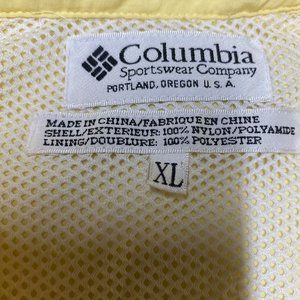 Columbia
Sportswear Company
PORTLAND, OREGON U. S. A.
MADE IN CHINA/FABRIQUE EN CHINE
SHELL/EXTERIEUR: 100% NYLON/POLYAMIDE
LINING/DOUBLURE: 100% POLYESTER
XL